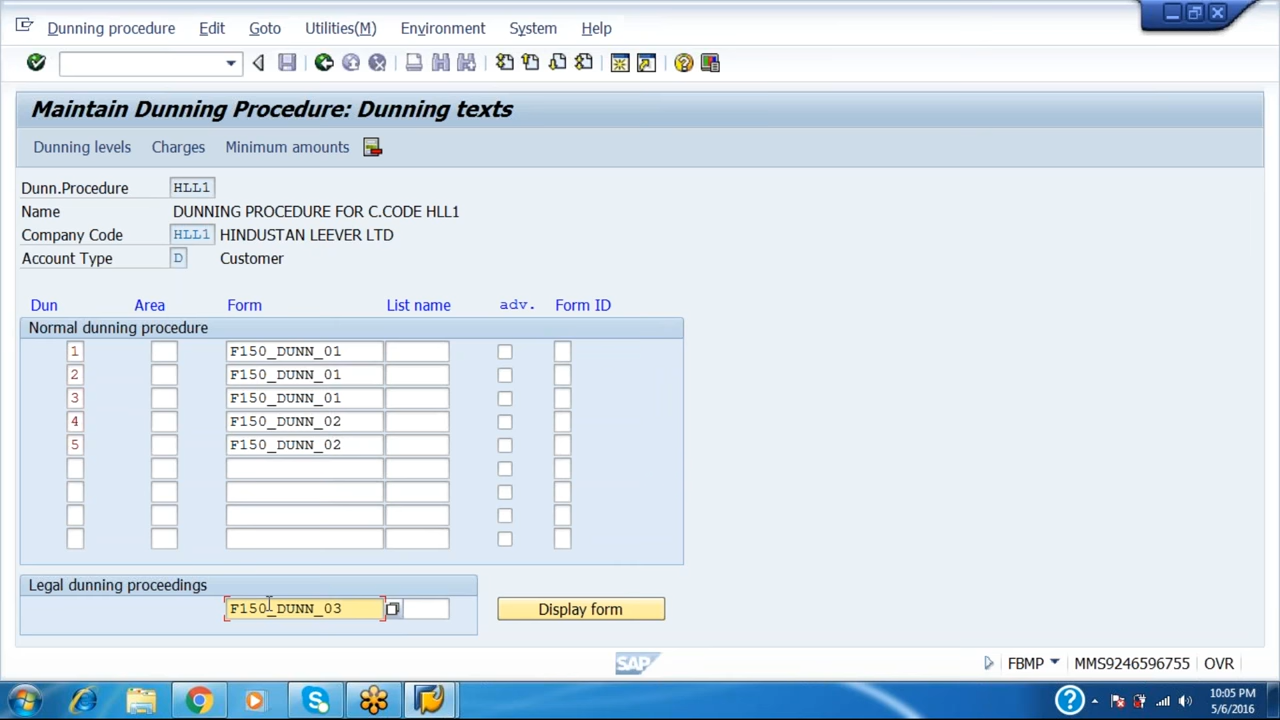 Dunning procedure Edit Goto Utilities(M) Environment System Help
Maintain Dunning Procedure: Dunning texts
Dunning levels Charges Minimum amounts
Dunn.Procedure HLL1
Name DUNNING PROCEDURE FOR C.CODE HLL1
Company Code HLL1 HINDUSTAN LEEVER LTD
Account Type D Customer
Dun Area Form List name adv. Form ID
Normal dunning procedure
1 F150_DUNN_01
2 F150_DUNN_01
3 F150_DUNN_01
4 F150_DUNN_02
5 F150_DUNN_02
Legal dunning proceedings
F150_DUNN_03 Display form
SAP FBMP MMS9246596755 OVR
10:05 PM
5/6/2016